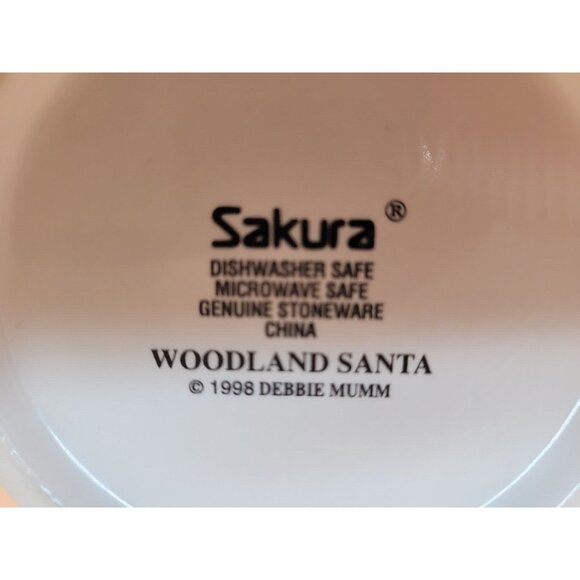 Sakura ®
DISHWASHER SAFE
MICROWAVE SAFE
GENUINE STONEWARE
CHINA
WOODLAND SANTA
© 1998 DEBBIE MUMM